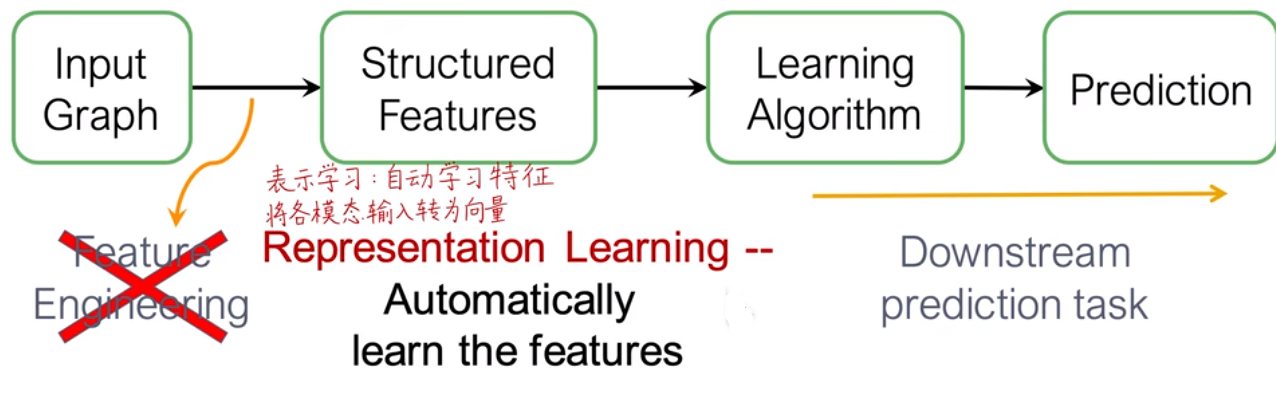 Input
Graph
Structured
Features
Learning
Algorithm
Prediction
表示学习：自动学习特征
将各模态输入转为向量
Feature
Engineering
Representation Learning --
Automatically
learn the features
Downstream
prediction task